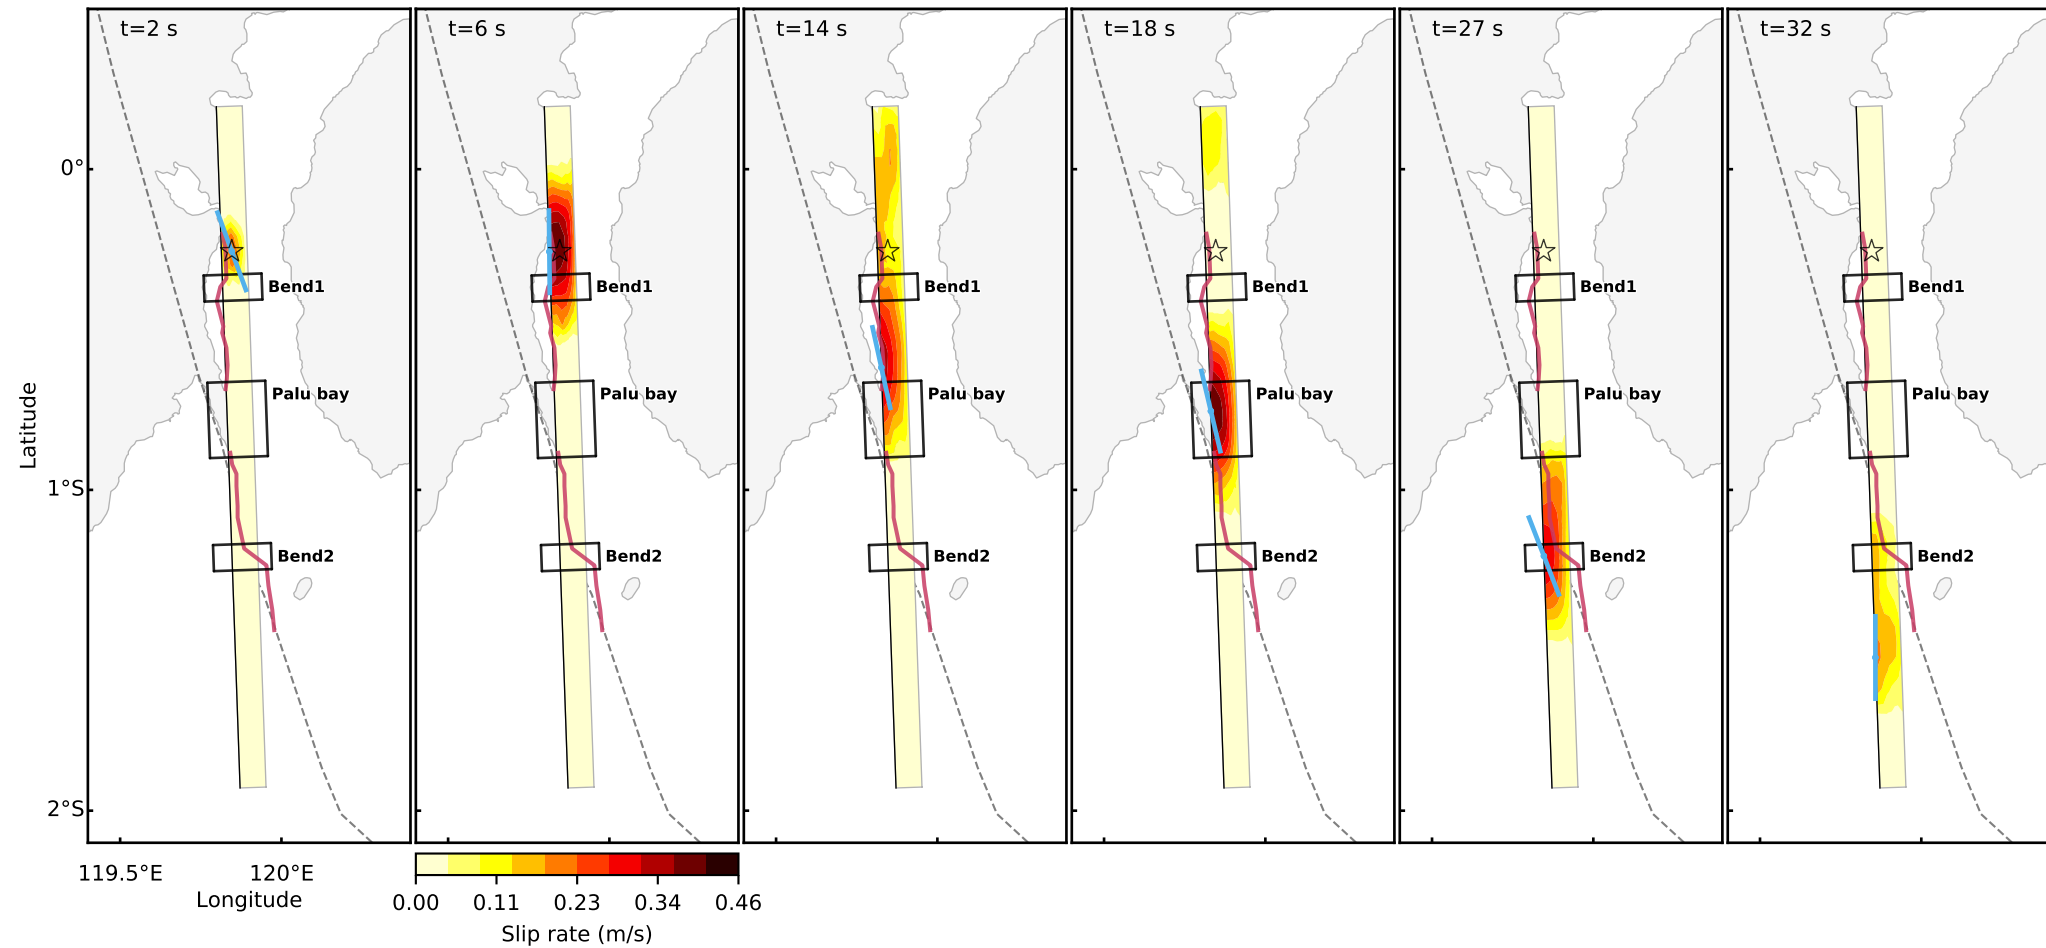 t=2 s
t=6 s
t=14 s
t=18 s
t=27 s
t=32 s
0°
1°S
2°S
Latitude
Bend1
Bend1
Bend1
Bend1
Bend1
Bend1
Palu bay
Palu bay
Palu bay
Palu bay
Palu bay
Palu bay
Bend2
Bend2
Bend2
Bend2
Bend2
Bend2
119.5°E 120°E
Longitude
0.00 0.11 0.23 0.34 0.46
Slip rate (m/s)